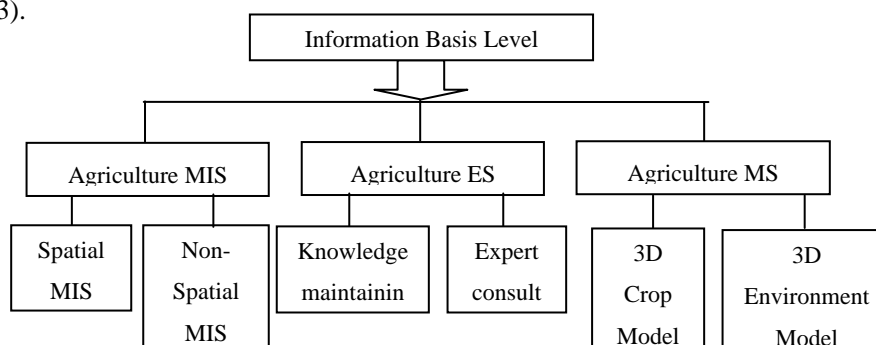 3).
Information Basis Level
Agriculture MIS
Agriculture ES
Agriculture MS
Spatial
MIS
Non-
Spatial
MIS
Knowledge
maintainin
Expert
consult
3D
Crop
Model
3D
Environment
Model